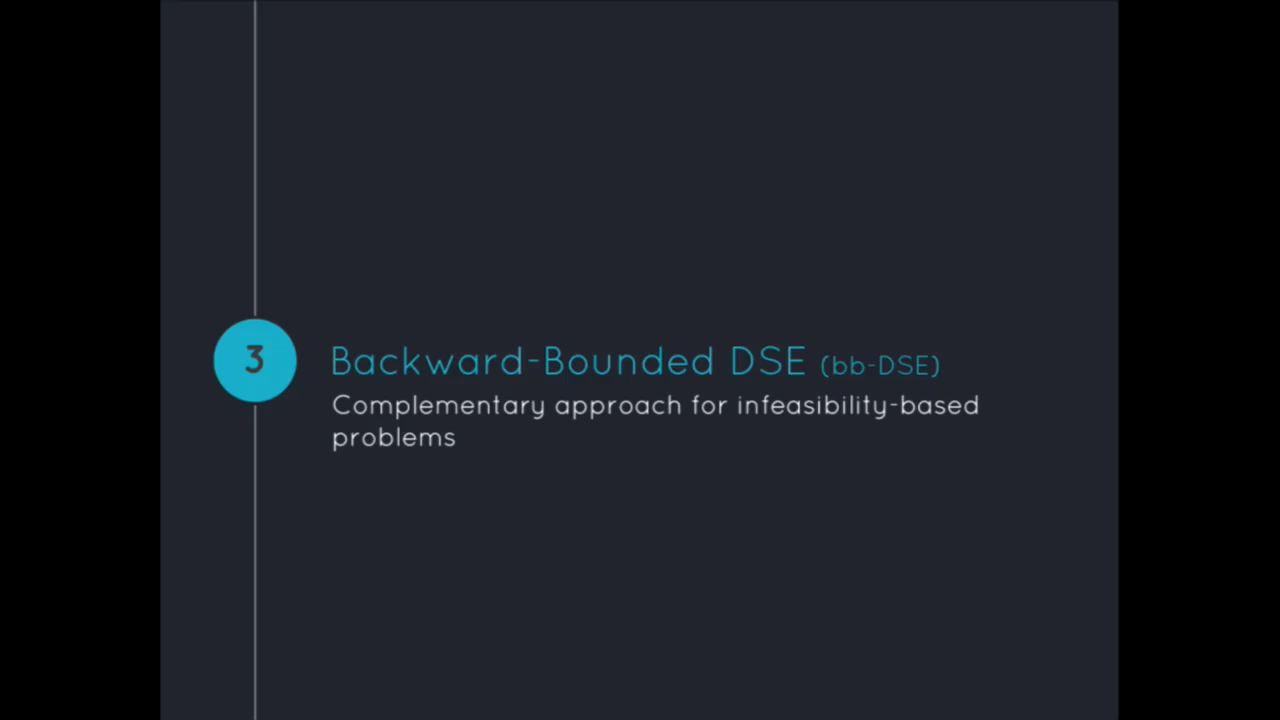 3
Backward-Bounded DSE (bb-DSE)
Complementary approach for infeasibility-based
problems